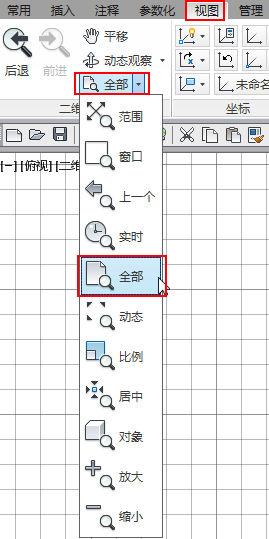 常用 插入 注释 参数化 视图 管理
平移
动态观察
后退 前进
全部
未命名
二维
坐标
[−] [俯视] [二维
范围
窗口
上一个
实时
全部
动态
比例
居中
对象
放大
缩小